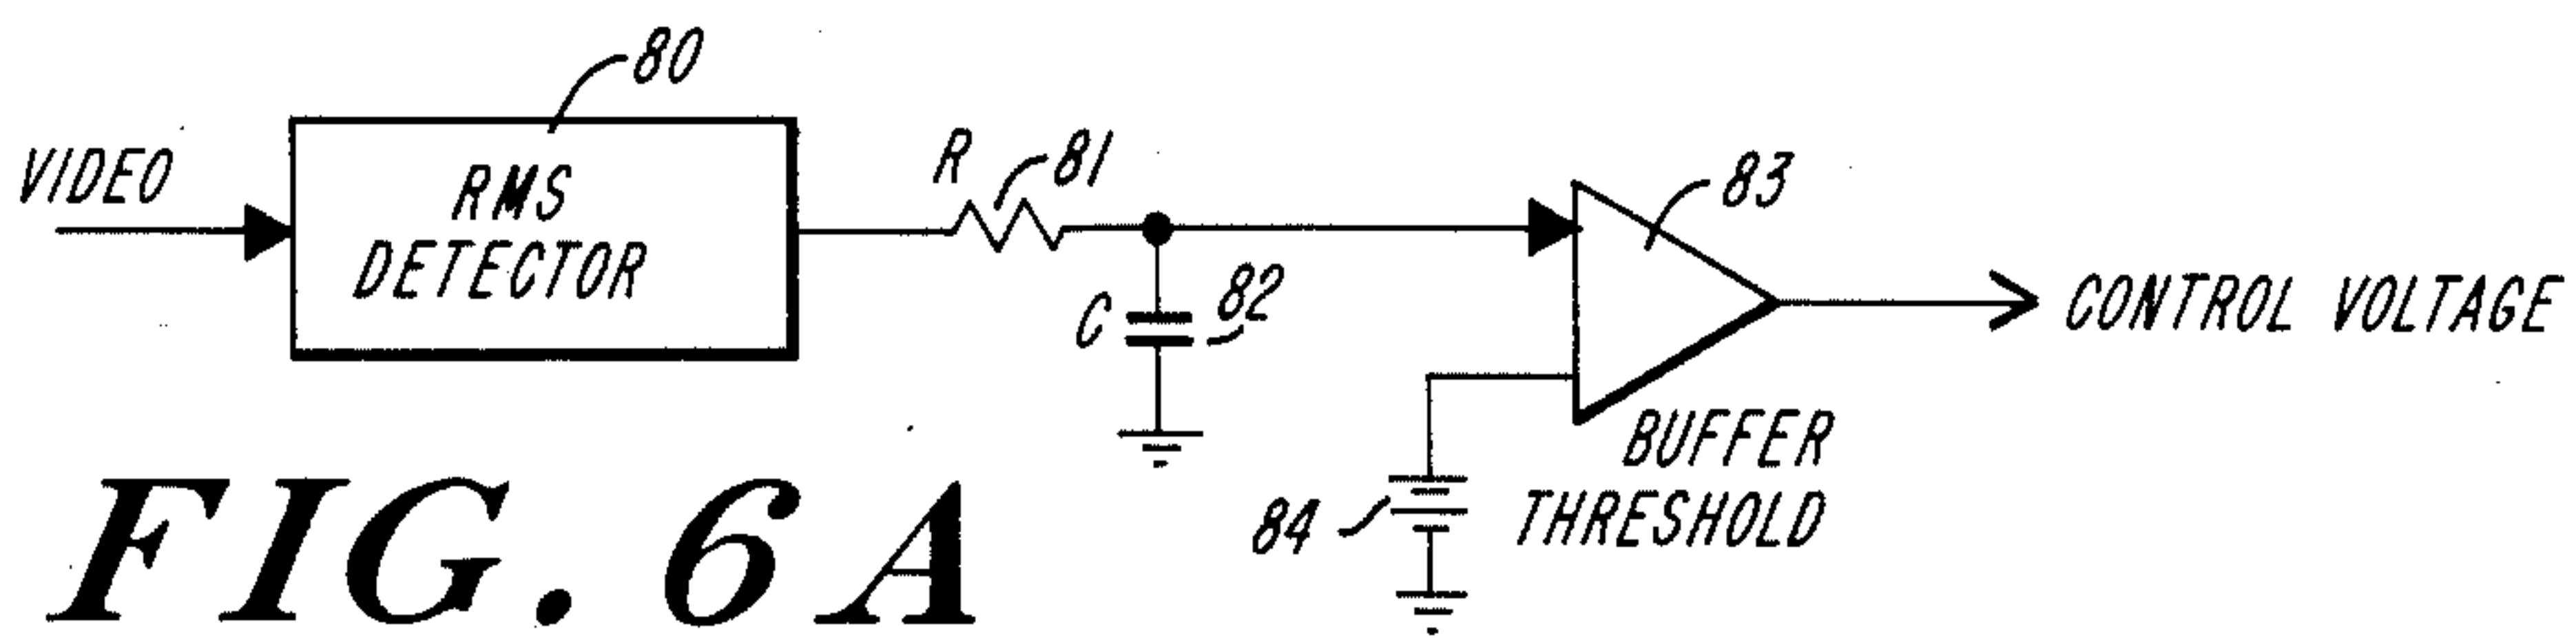 80
VIDEO
RMS
DETECTOR
R
81
C
82
83
CONTROL VOLTAGE
BUFFER
THRESHOLD
84
FIG. 6A